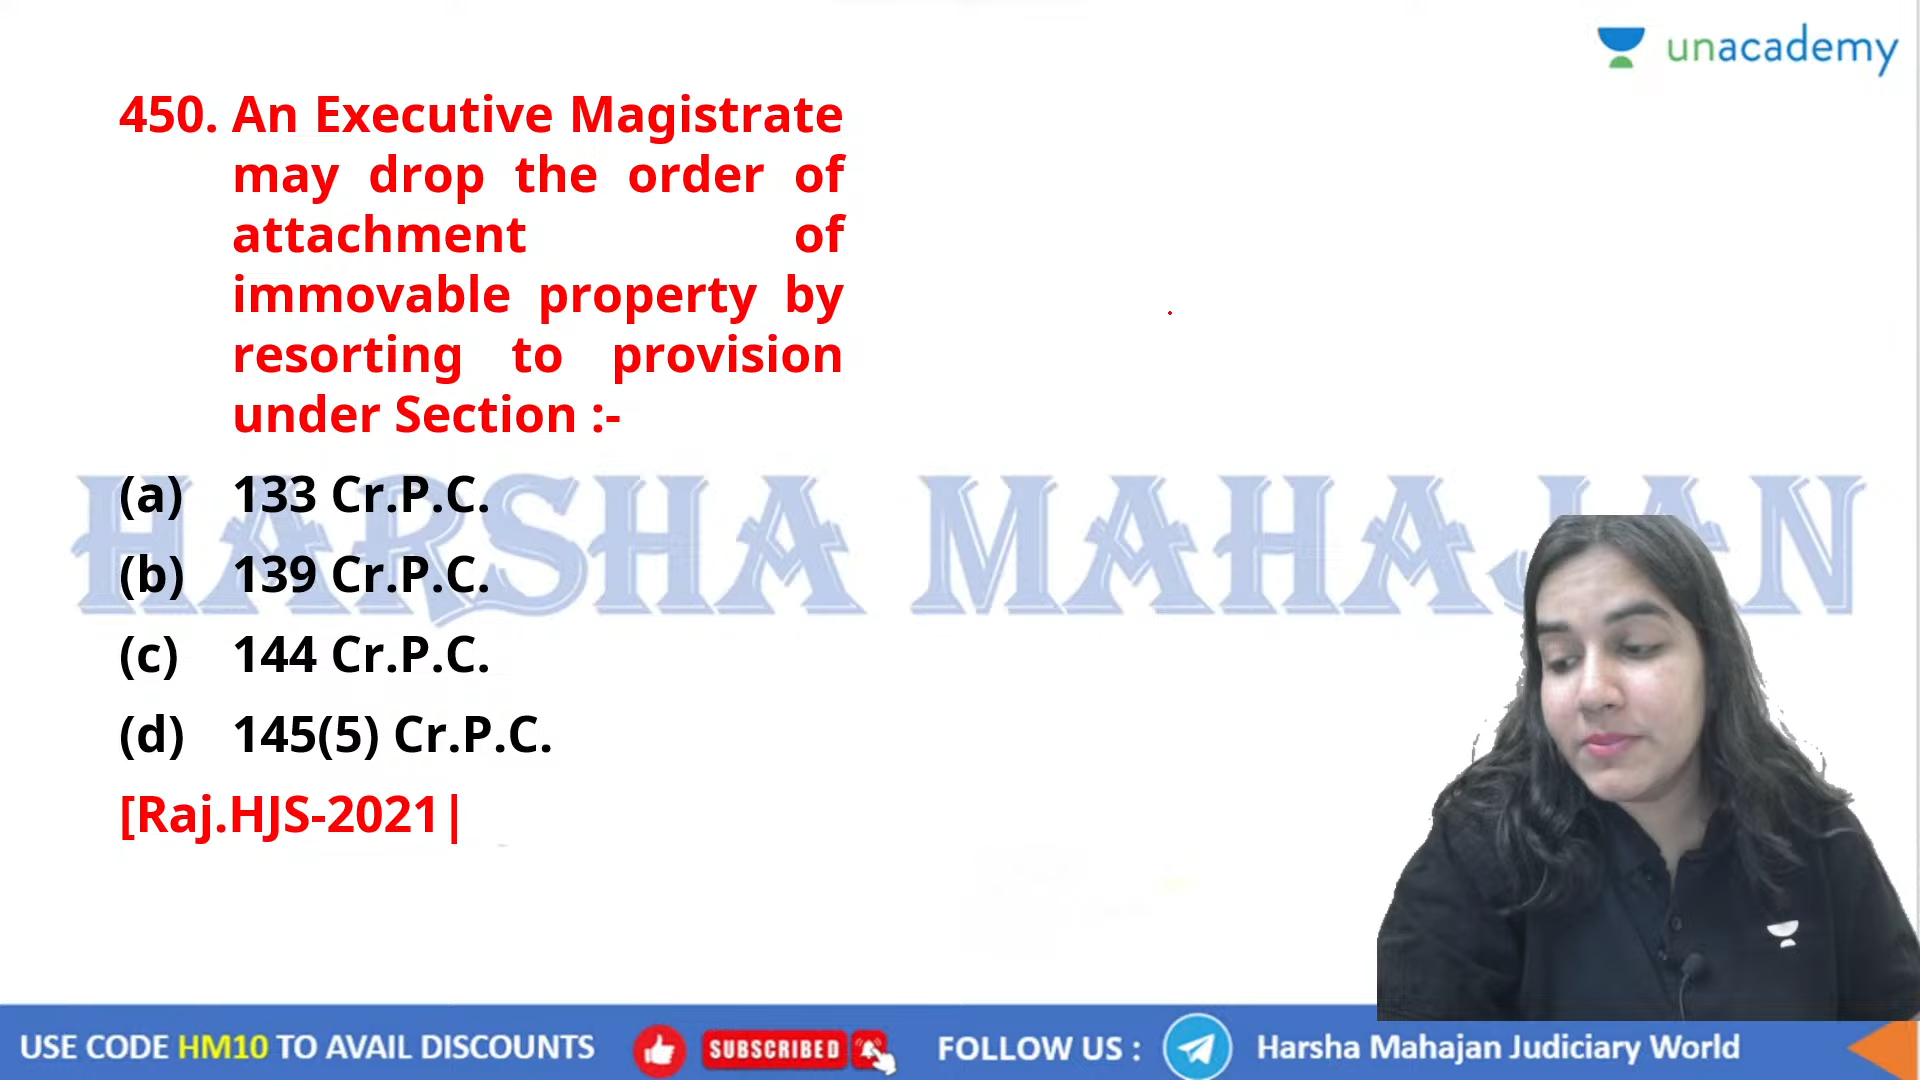 unacademy
450. An Executive Magistrate
may drop the order of
attachment of
immovable property by
resorting to provision
under Section :-
HARSHA MAHAJAN
(a) 133 Cr.P.C.
(b) 139 Cr.P.C.
(c) 144 Cr.P.C.
(d) 145(5) Cr.P.C.
[Raj.HJS-2021|
USE CODE HM10 TO AVAIL DISCOUNTS SUBSCRIBED FOLLOW US : Harsha Mahajan Judiciary World